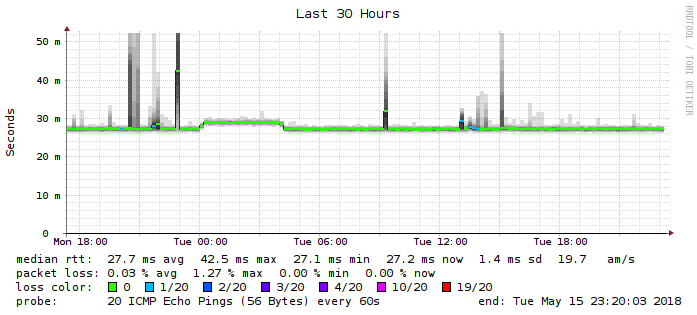 Last 30 Hours
RRDTOOL / TOBI OETIKER
Seconds
50 m
40 m
30 m
20 m
10 m
0
Mon 18:00 Tue 00:00 Tue 06:00 Tue 12:00 Tue 18:00
median rtt: 27.7 ms avg 42.5 ms max 27.1 ms min 27.2 ms now 1.4 ms sd 19.7 am/s
packet loss: 0.03 % avg 1.27 % max 0.00 % min 0.00 % now
loss color: 0 1/20 2/20 3/20 4/20 10/20 19/20
probe: 20 ICMP Echo Pings (56 Bytes) every 60s end: Tue May 15 23:20:03 2018